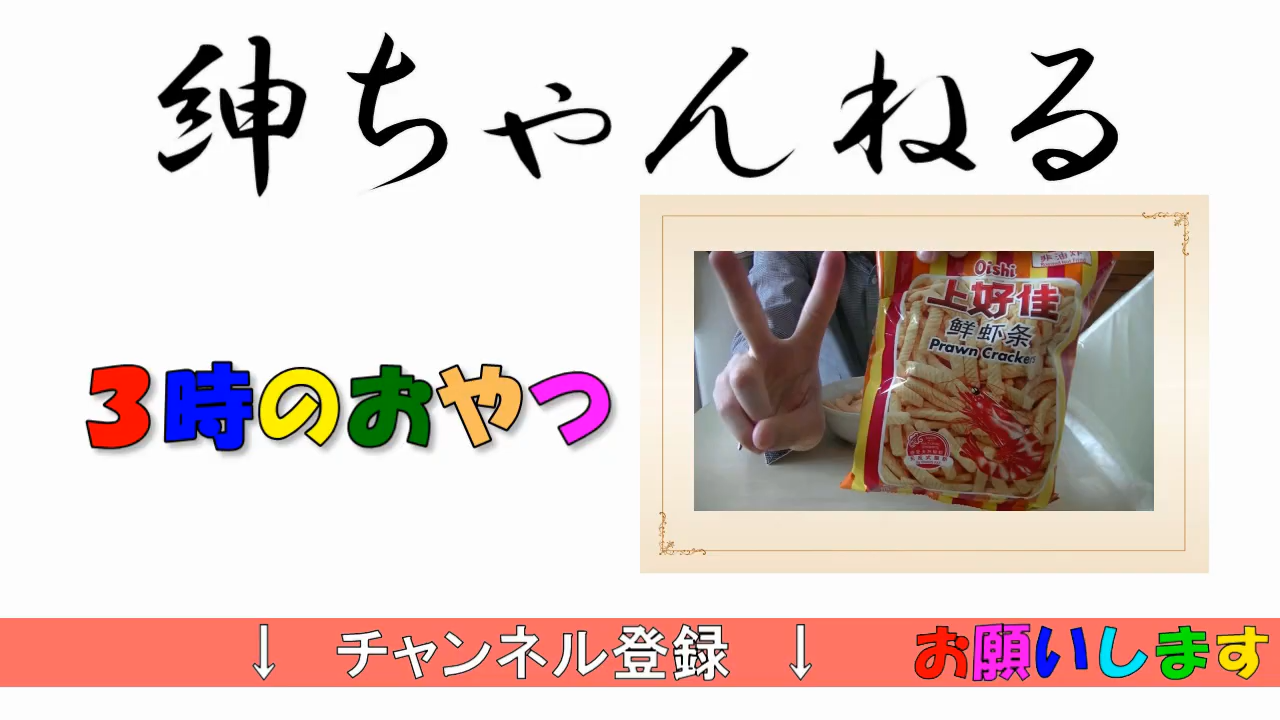 紳ちゃんねる
Oishi
上好佳
鲜虾条
Prawn Crackers
3時のおやつ
↓ チャンネル登録 ↓ お願いします